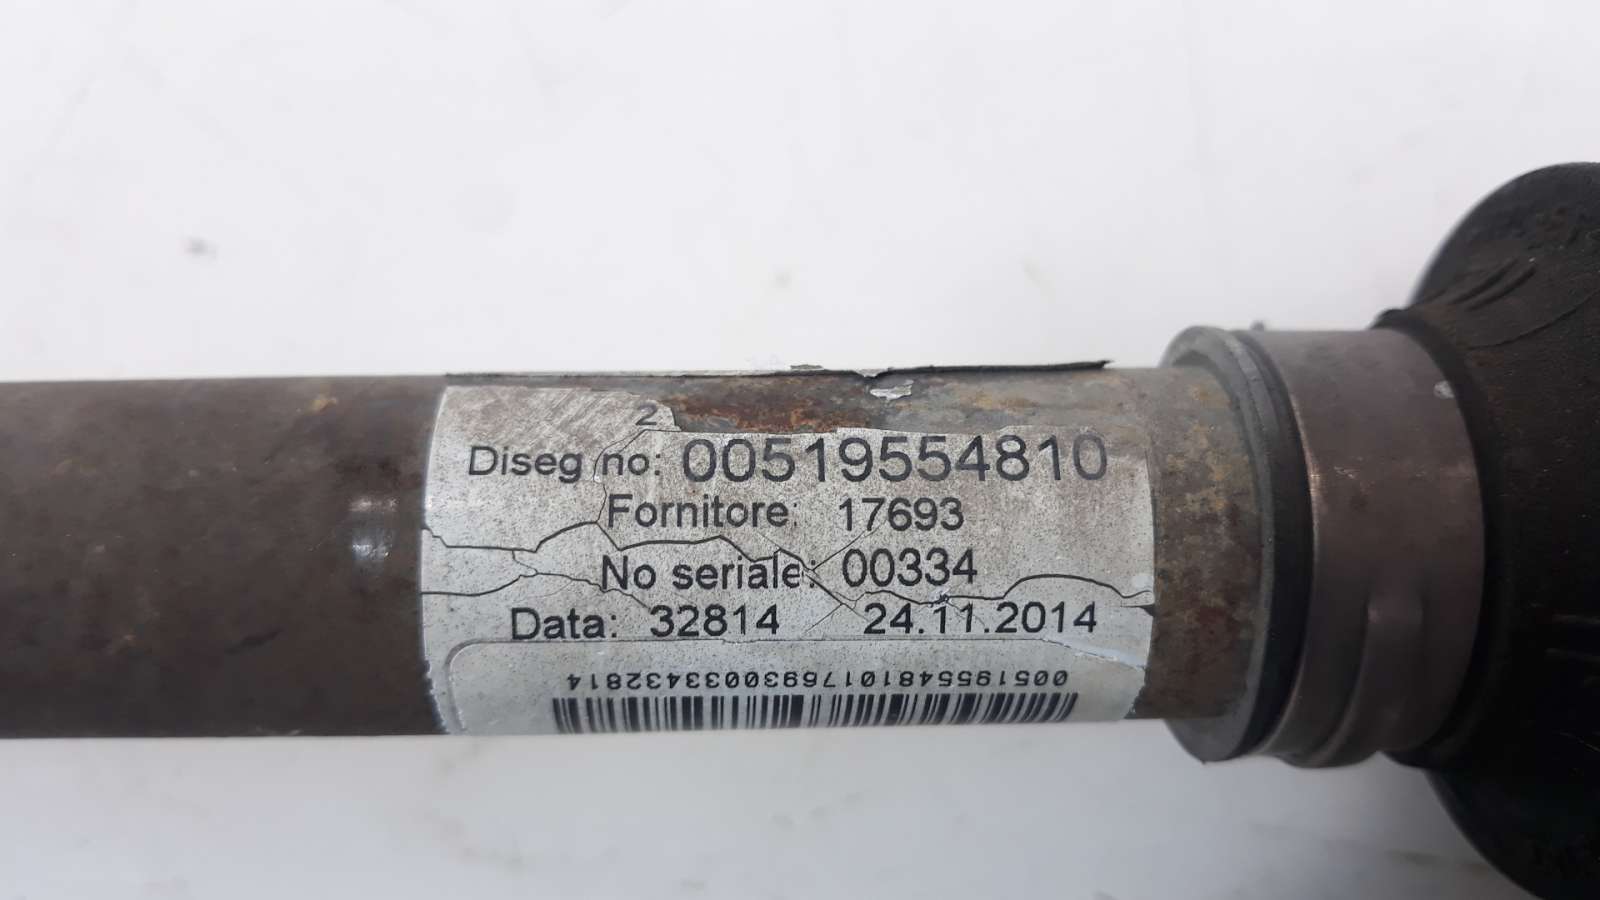 2
Diseg no: 00519554810
Fornitore: 17693
No seriale: 00334
Data: 32814 24.11.2014
00519554810176930033432814